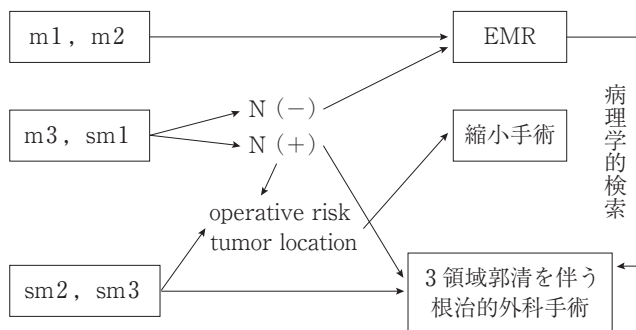 m1, m2
EMR
N (-)
m3, sm1
N (+)
縮小手術
病理学的検索
operative risk
tumor location
sm2, sm3
3領域郭清を伴う
根治的外科手術